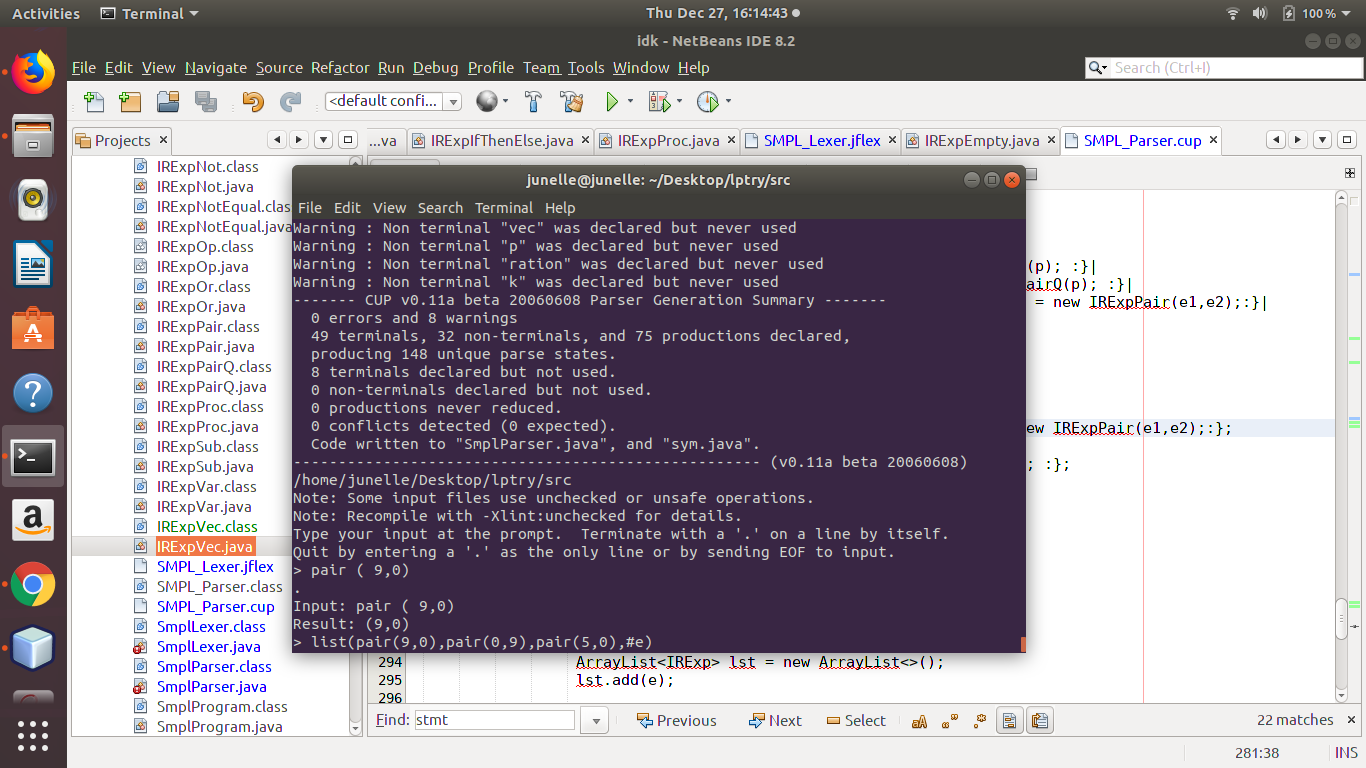 Activities Terminal Thu Dec 27, 16:14:43 100%
idk - NetBeans IDE 8.2
File Edit View Navigate Source Refactor Run Debug Profile Team Tools Window Help
Search (Ctrl+I)
<default confi...
Projects
...va IRExpIfThenElse.java IRExpProc.java SMPL_Lexer.jflex IRExpEmpty.java SMPL_Parser.cup
IRExpNot.class
IRExpNot.java
IRExpNotEqual.clas
IRExpNotEqual.java
IRExpOp.class
IRExpOp.java
IRExpOr.class
IRExpOr.java
IRExpPair.class
IRExpPair.java
IRExpPairQ.class
IRExpPairQ.java
IRExpProc.class
IRExpProc.java
IRExpSub.class
IRExpSub.java
IRExpVar.class
IRExpVar.java
IRExpVec.class
IRExpVec.java
SMPL_Lexer.jflex
SMPL_Parser.class
SMPL_Parser.cup
SmplLexer.class
SmplLexer.java
SmplParser.class
SmplParser.java
SmplProgram.class
SmplProgram.java
junelle@junelle: ~/Desktop/lptry/src
File Edit View Search Terminal Help
Warning : Non terminal "vec" was declared but never used
Warning : Non terminal "p" was declared but never used
Warning : Non terminal "ration" was declared but never used
Warning : Non terminal "k" was declared but never used
------- CUP v0.11a beta 20060608 Parser Generation Summary -------
0 errors and 8 warnings
49 terminals, 32 non-terminals, and 75 productions declared,
producing 148 unique parse states.
8 terminals declared but not used.
0 non-terminals declared but not used.
0 productions never reduced.
0 conflicts detected (0 expected).
Code written to "SmplParser.java", and "sym.java".
---------------------------------------------------- (v0.11a beta 20060608)
/home/junelle/Desktop/lptry/src
Note: Some input files use unchecked or unsafe operations.
Note: Recompile with -Xlint:unchecked for details.
Type your input at the prompt.  Terminate with a '.' on a line by itself.
Quit by entering a '.' as the only line or by sending EOF to input.
> pair ( 9,0)
.
Input: pair ( 9,0)
Result: (9,0)
> list(pair(9,0),pair(0,9),pair(5,0),#e)
(p); :}|
airQ(p); :}|
= new IRExpPair(e1,e2);:}|
ew IRExpPair(e1,e2);:};
; :};
294 ArrayList<IRExp> lst = new ArrayList<>();
295 lst.add(e);
296
Find: stmt Previous Next Select 22 matches
281:38 INS